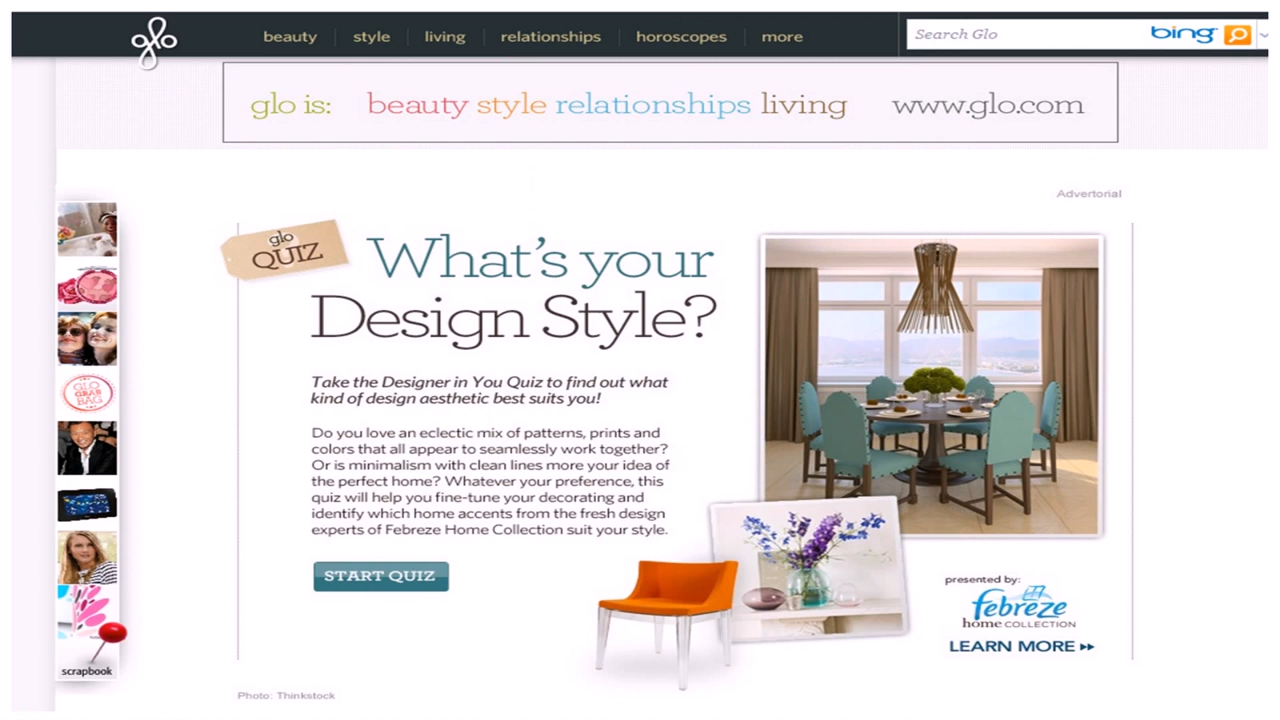 glo
beauty style living relationships horoscopes more
Search Glo bing
glo is: beauty style relationships living www.glo.com
Advertorial
glo
QUIZ
What's your
Design Style?
Take the Designer in You Quiz to find out what
kind of design aesthetic best suits you!
Do you love an eclectic mix of patterns, prints and
colors that all appear to seamlessly work together?
Or is minimalism with clean lines more your idea of
the perfect home? Whatever your preference, this
quiz will help you fine-tune your decorating and
identify which home accents from the fresh design
experts of Febreze Home Collection suit your style.
START QUIZ
GLO
GRAB
BAG
scrapbook
presented by:
febreze
home COLLECTION
LEARN MORE
Photo: Thinkstock